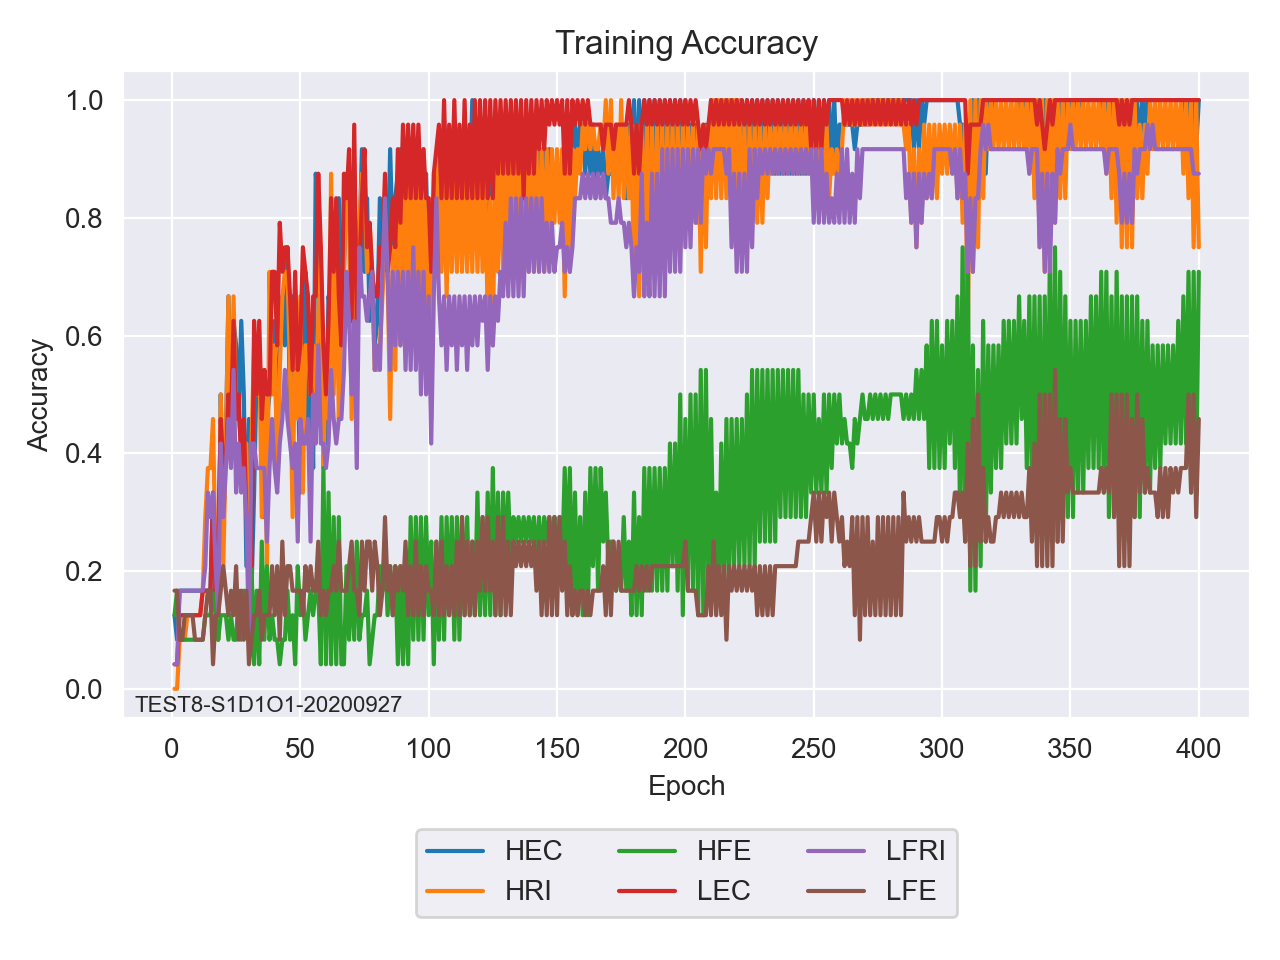 Training Accuracy
1.0
0.8
0.6
0.4
0.2
0.0
Accuracy
TEST8-S1D1O1-20200927
0 50 100 150 200 250 300 350 400
Epoch
HEC HFE LFRI
HRI LEC LFE